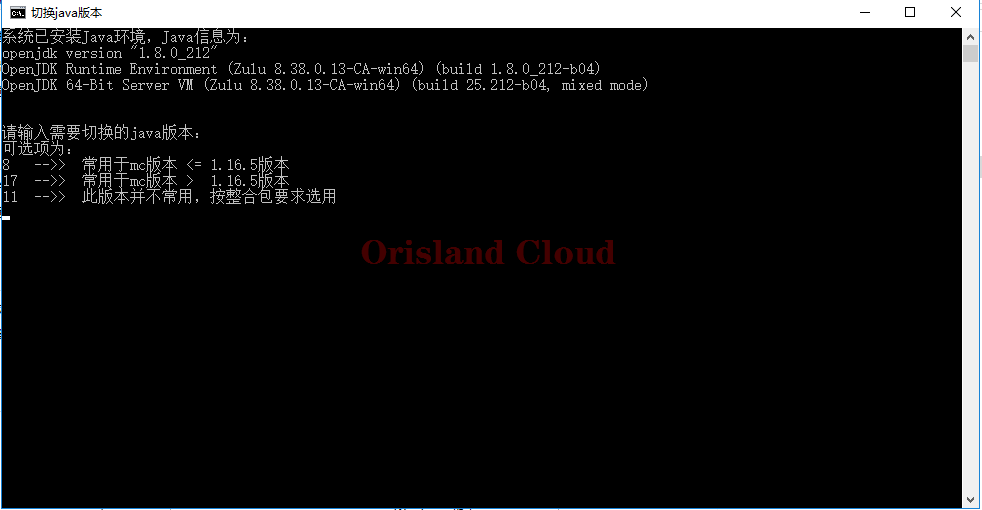 切换java版本
系统已安装Java环境，Java信息为:
openjdk version "1.8.0_212"
OpenJDK Runtime Environment (Zulu 8.38.0.13-CA-win64) (build 1.8.0_212-b04)
OpenJDK 64-Bit Server VM (Zulu 8.38.0.13-CA-win64) (build 25.212-b04, mixed mode)
请输入需要切换的java版本:
可选项为:
8 -->> 常用于mc版本 <= 1.16.5版本
17 -->> 常用于mc版本 > 1.16.5版本
11 -->> 此版本并不常用，按整合包要求选用
Orisland Cloud